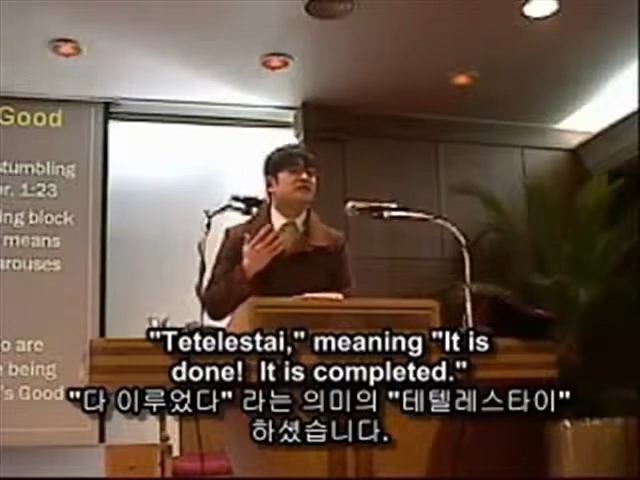 Good
stumbling
r. 1:23
ing block
means
arouses
o are
being
's Good
"Tetelestai," meaning "It is
done! It is completed."
"다 이루었다" 라는 의미의 "테텔레스타이"
하셨습니다.